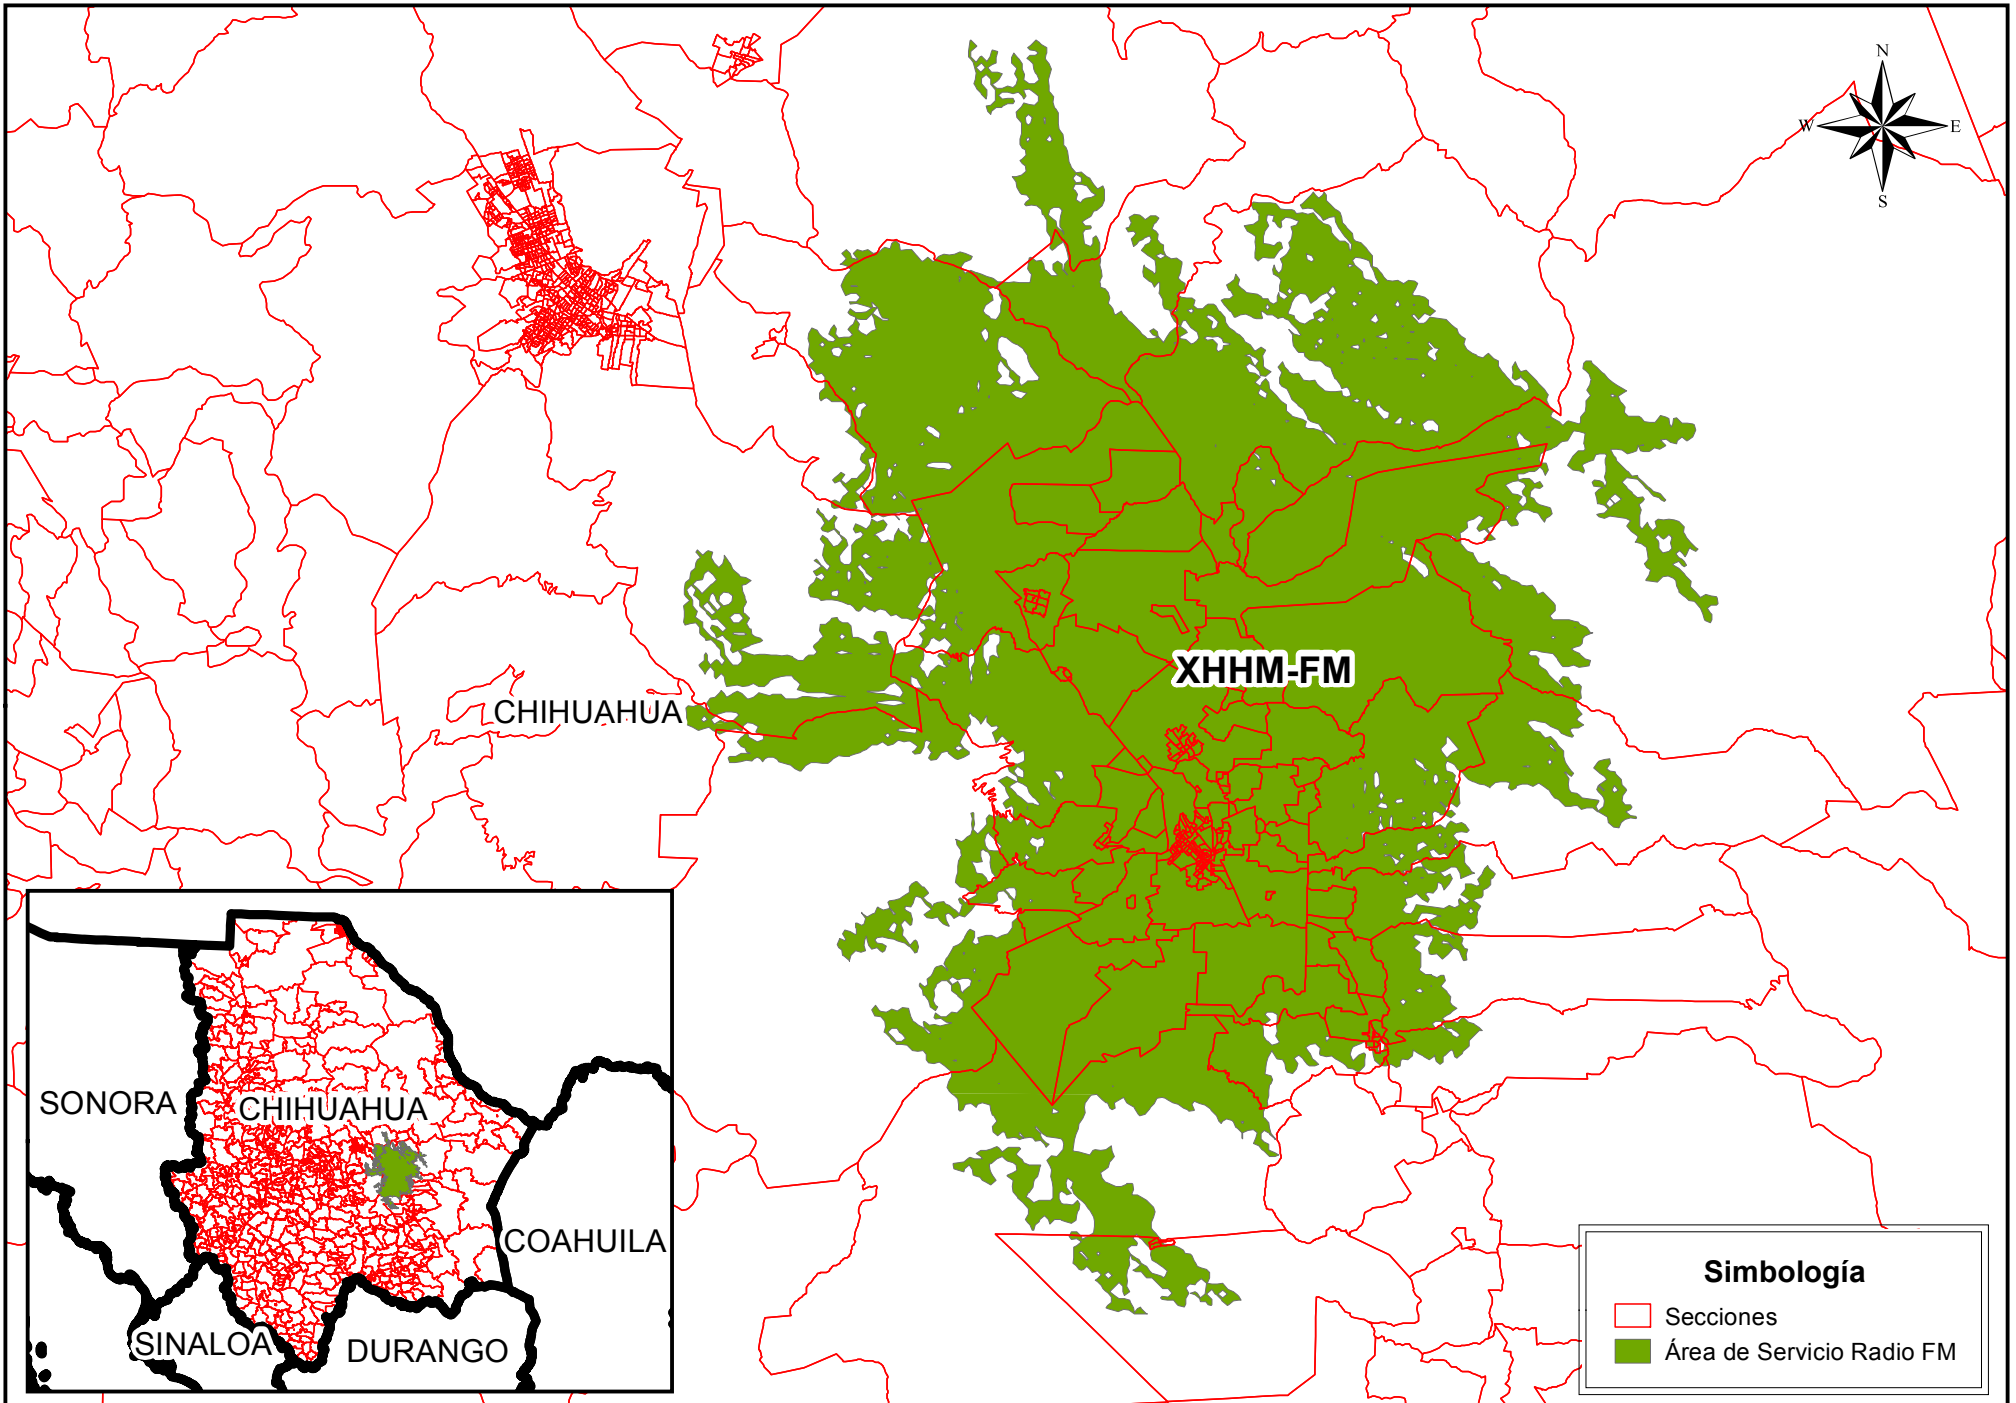 N
W
E
S
XHHM-FM
CHIHUAHUA
SONORA
CHIHUAHUA
COAHUILA
SINALOA
DURANGO
Simbología
Secciones
Área de Servicio Radio FM